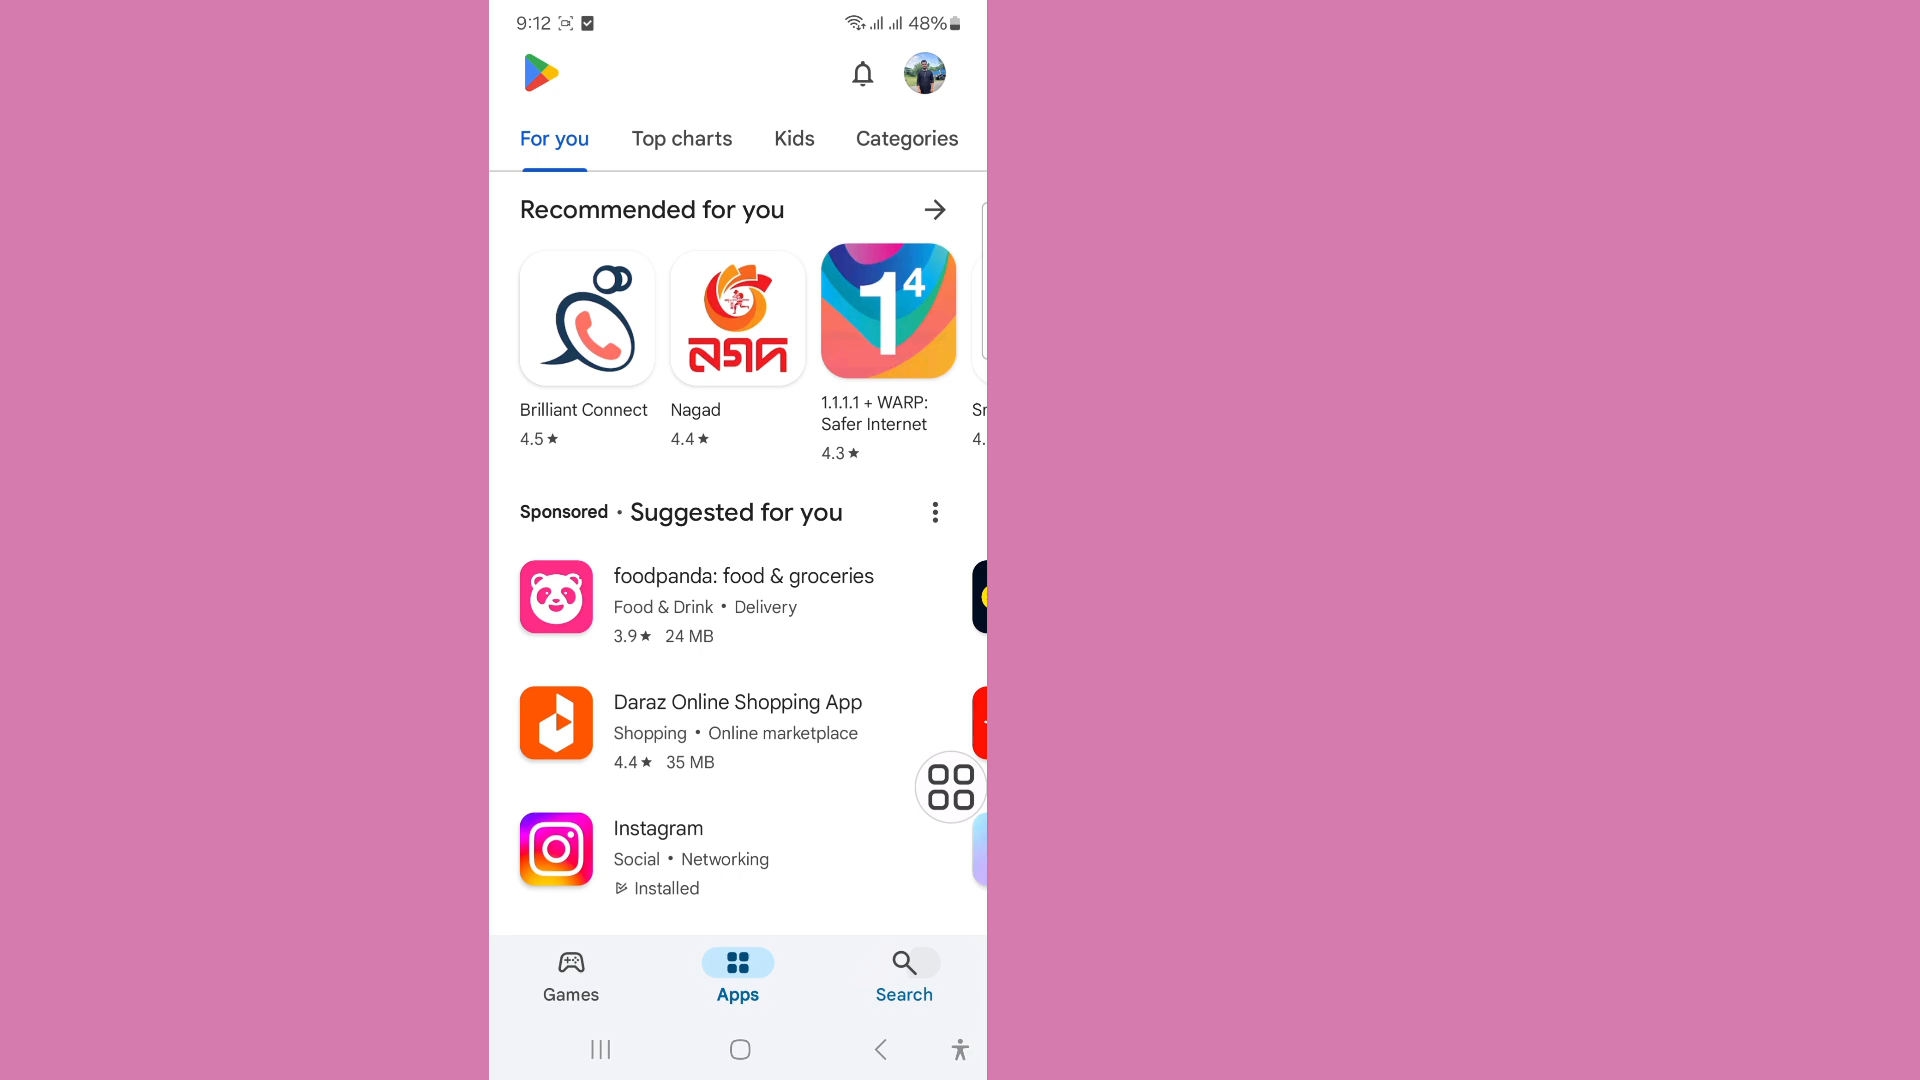 9:12 48%
For you Top charts Kids Categories
Recommended for you
1⁴
নগদ
Brilliant Connect Nagad 1.1.1.1 + WARP:
Safer Internet
4.5★ 4.4★ 4.3★ 4.
Sponsored • Suggested for you
foodpanda: food & groceries
Food & Drink • Delivery
3.9★ 24 MB
Daraz Online Shopping App
Shopping • Online marketplace
4.4★ 35 MB
Instagram
Social • Networking
Installed
Games Apps Search